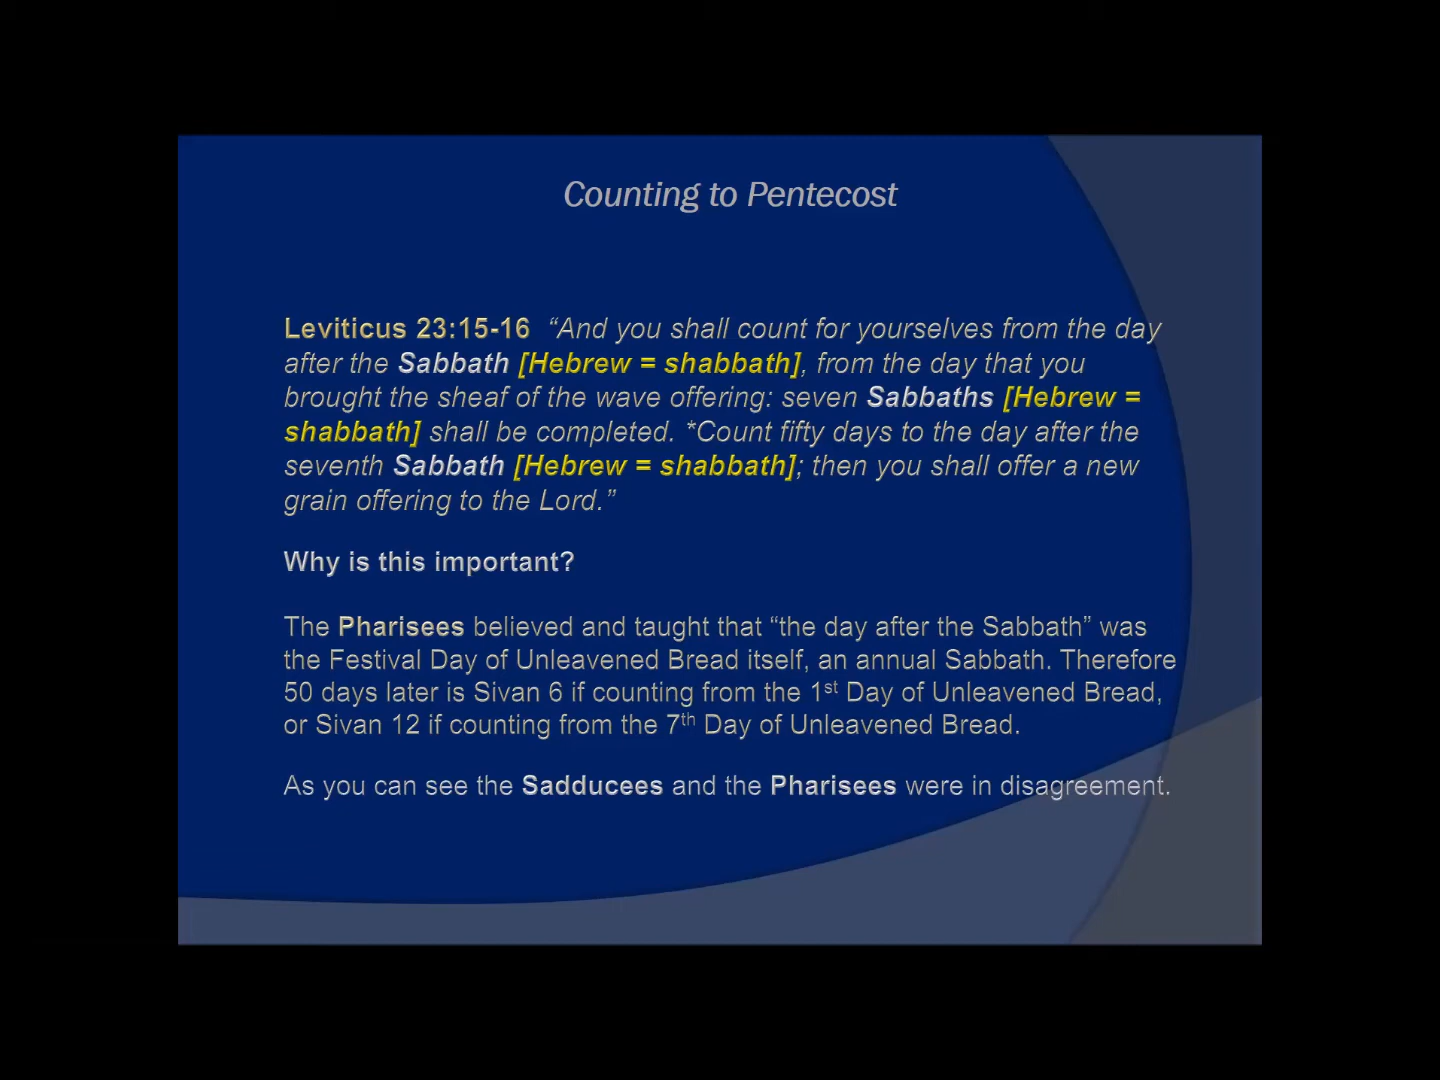 Counting to Pentecost
Leviticus 23:15-16 “And you shall count for yourselves from the day
after the Sabbath [Hebrew = shabbath], from the day that you
brought the sheaf of the wave offering: seven Sabbaths [Hebrew =
shabbath] shall be completed. *Count fifty days to the day after the
seventh Sabbath [Hebrew = shabbath]; then you shall offer a new
grain offering to the Lord.”
Why is this important?
The Pharisees believed and taught that “the day after the Sabbath” was
the Festival Day of Unleavened Bread itself, an annual Sabbath. Therefore
50 days later is Sivan 6 if counting from the 1st Day of Unleavened Bread,
or Sivan 12 if counting from the 7th Day of Unleavened Bread.
As you can see the Sadducees and the Pharisees were in disagreement.